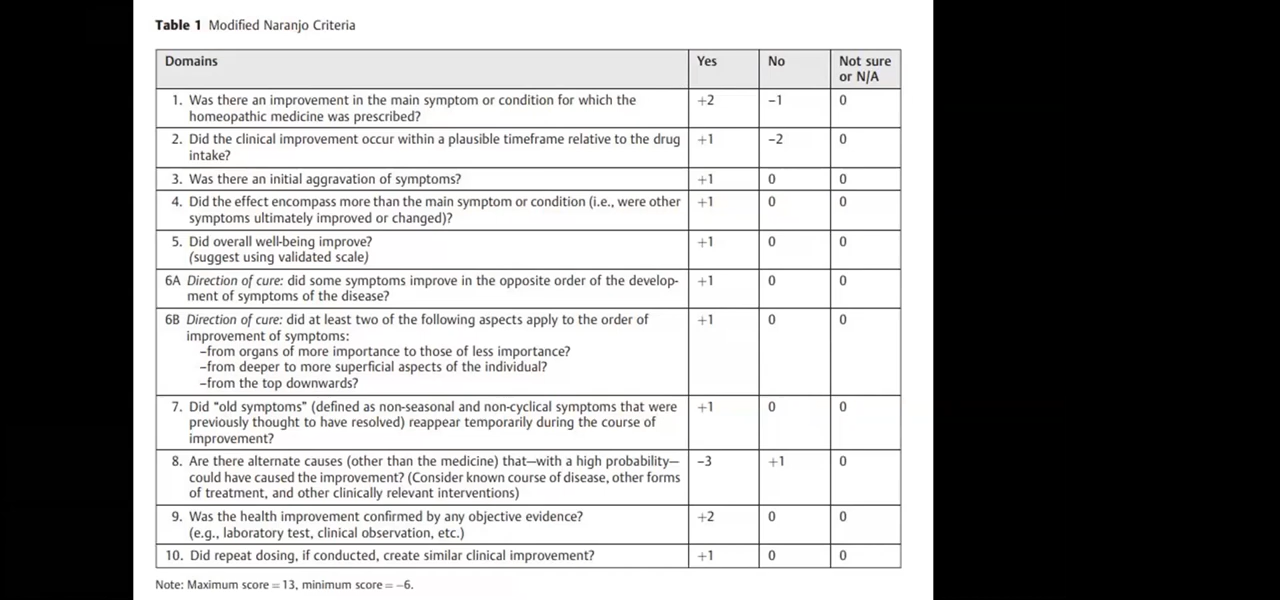 Table 1 Modified Naranjo Criteria
Domains Yes No Not sure
or N/A
1. Was there an improvement in the main symptom or condition for which the +2 −1 0
homeopathic medicine was prescribed?
2. Did the clinical improvement occur within a plausible timeframe relative to the drug +1 −2 0
intake?
3. Was there an initial aggravation of symptoms? +1 0 0
4. Did the effect encompass more than the main symptom or condition (i.e., were other +1 0 0
symptoms ultimately improved or changed)?
5. Did overall well-being improve? +1 0 0
(suggest using validated scale)
6A Direction of cure: did some symptoms improve in the opposite order of the develop- +1 0 0
ment of symptoms of the disease?
6B Direction of cure: did at least two of the following aspects apply to the order of +1 0 0
improvement of symptoms:
–from organs of more importance to those of less importance?
–from deeper to more superficial aspects of the individual?
–from the top downwards?
7. Did "old symptoms" (defined as non-seasonal and non-cyclical symptoms that were +1 0 0
previously thought to have resolved) reappear temporarily during the course of
improvement?
8. Are there alternate causes (other than the medicine) that—with a high probability— −3 +1 0
could have caused the improvement? (Consider known course of disease, other forms
of treatment, and other clinically relevant interventions)
9. Was the health improvement confirmed by any objective evidence? +2 0 0
(e.g., laboratory test, clinical observation, etc.)
10. Did repeat dosing, if conducted, create similar clinical improvement? +1 0 0
Note: Maximum score = 13, minimum score = −6.